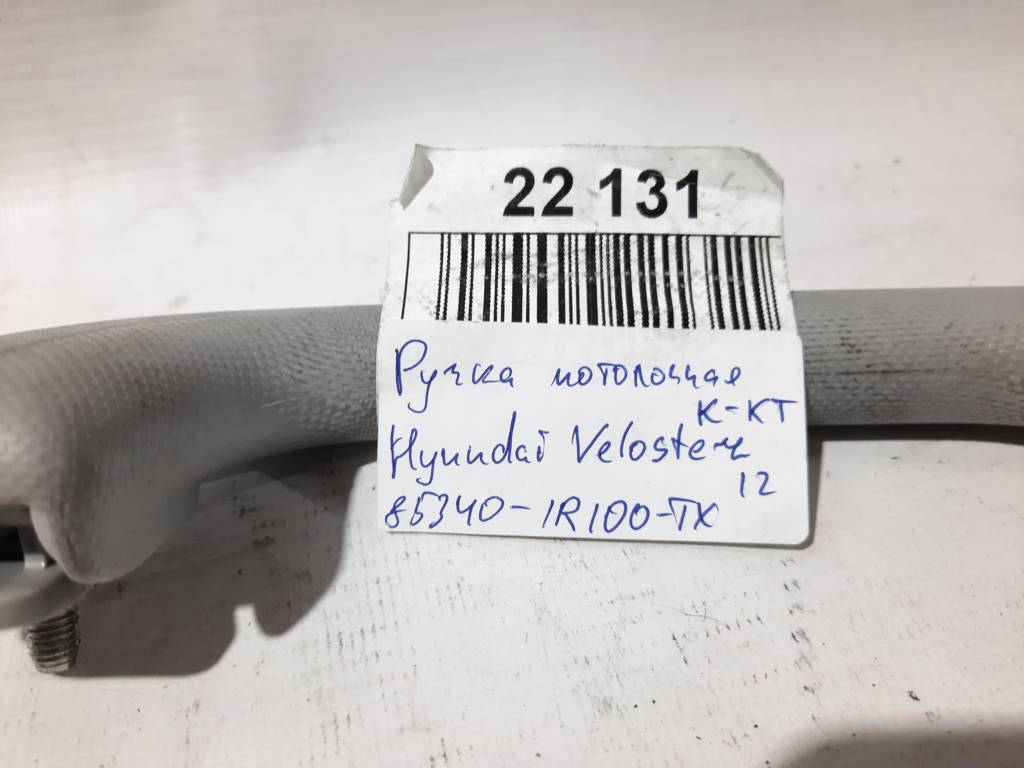 22 131
Ручка потолочная
к-кт
Hyundai Veloster
12
85340-1R100-TX